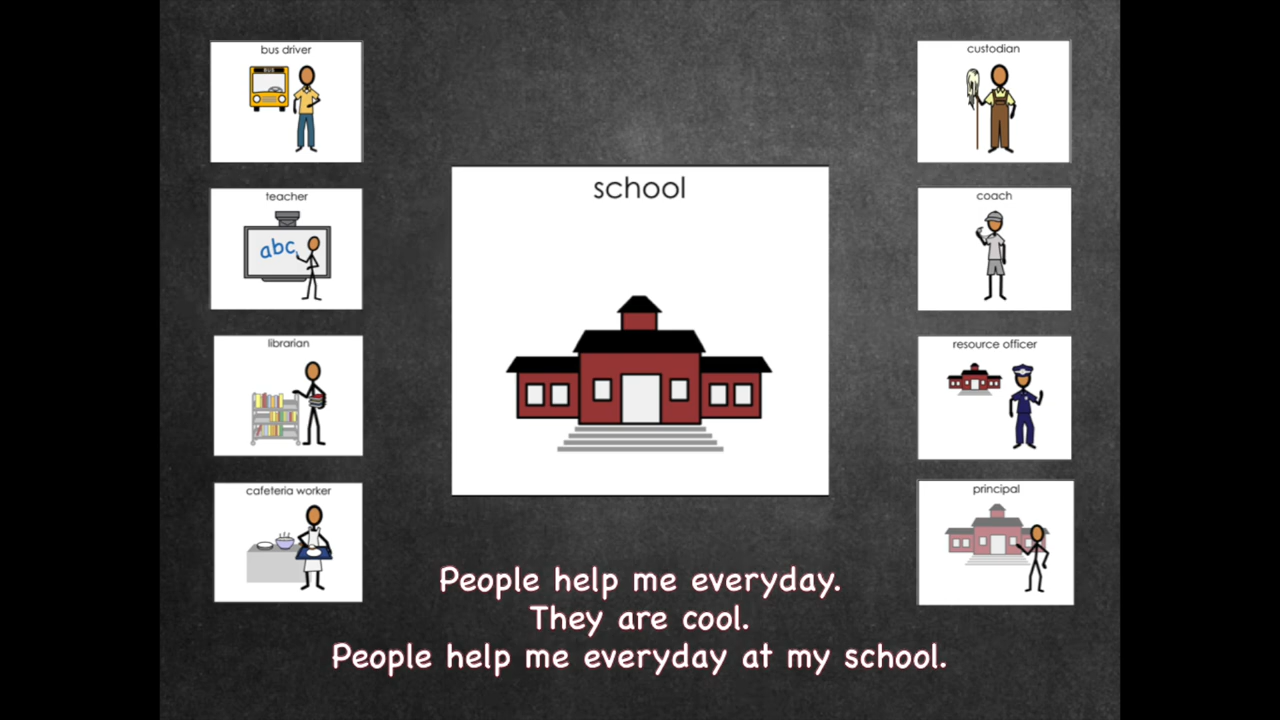 bus driver
teacher
abc
librarian
cafeteria worker
school
custodian
coach
resource officer
principal
People help me everyday.
They are cool.
People help me everyday at my school.